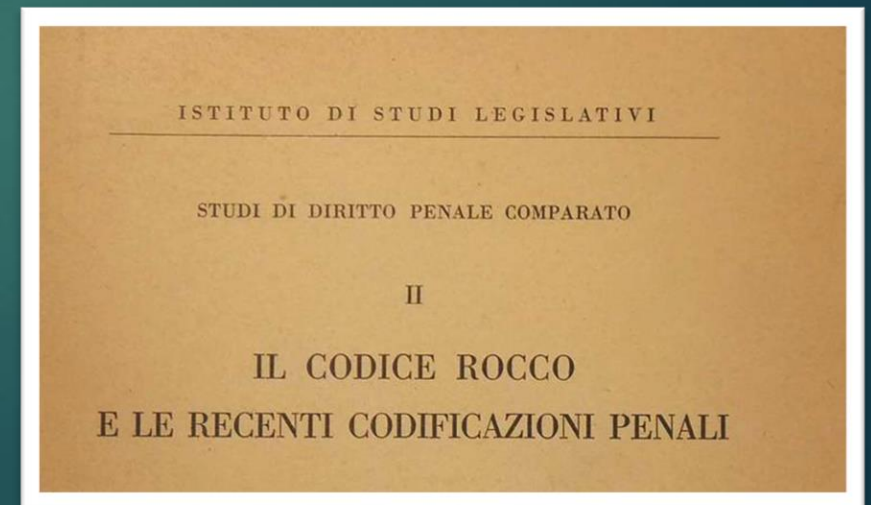 ISTITUTO DI STUDI LEGISLATIVI
STUDI DI DIRITTO PENALE COMPARATO
II
IL CODICE ROCCO
E LE RECENTI CODIFICAZIONI PENALI